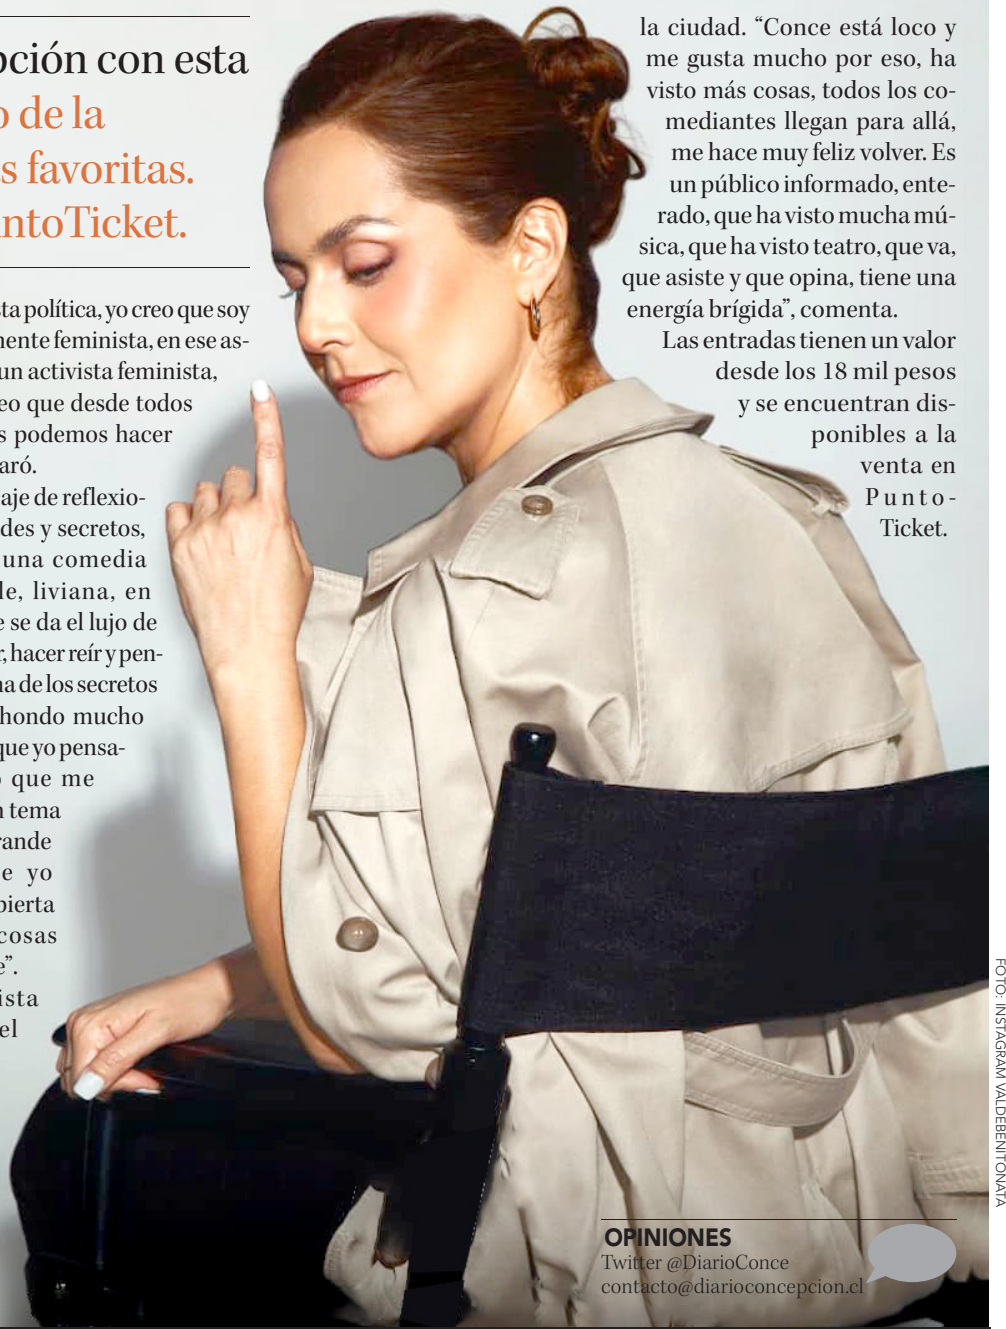 pción con esta
o de la
s favoritas.
ntoTicket.
sta política, yo creo que soy
mente feminista, en ese as-
un activista feminista,
eo que desde todos
s podemos hacer
aró.
aje de reflexio-
des y secretos,
una comedia
le, liviana, en
e se da el lujo de
r, hacer reír y pen-
na de los secretos
hondo mucho
que yo pensa-
o que me
n tema
rande
e yo
bierta
cosas
e”.
ista
el
la ciudad. “Conce está loco y
me gusta mucho por eso, ha
visto más cosas, todos los co-
mediantes llegan para allá,
me hace muy feliz volver. Es
un público informado, ente-
rado, que ha visto mucha mú-
sica, que ha visto teatro, que va,
que asiste y que opina, tiene una
energía brígida”, comenta.
Las entradas tienen un valor
desde los 18 mil pesos
y se encuentran dis-
ponibles a la
venta en
Punto-
Ticket.
FOTO: INSTAGRAM VALDEBENITONATA
OPINIONES
Twitter @DiarioConce
contacto@diarioconcepcion.cl